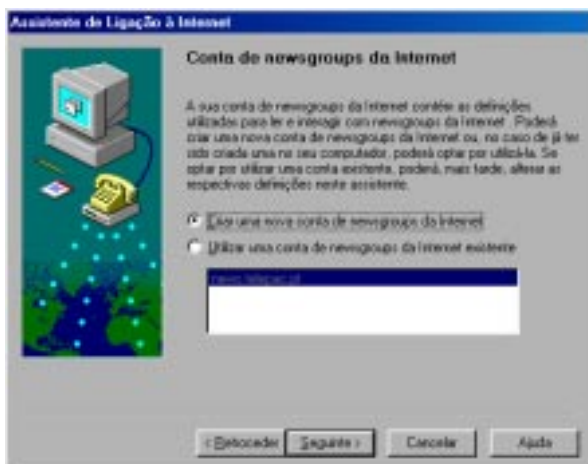 Assistente de Ligação à Internet
Conta de newsgroups da Internet
A sua conta de newsgroups da Internet contém as definições
utilizadas para ler e interagir com newsgroups da Internet. Poderá
criar uma nova conta de newsgroups da Internet ou, no caso de já ter
sido criada uma no seu computador, poderá optar por utilizá-la. Se
optar por utilizar uma conta existente, poderá, mais tarde, alterar as
respectivas definições neste assistente.
Criar uma nova conta de newsgroups da Internet
Utilizar uma conta de newsgroups da Internet existente
news.telepac.pt
< Retroceder
Seguinte >
Cancelar
Ajuda